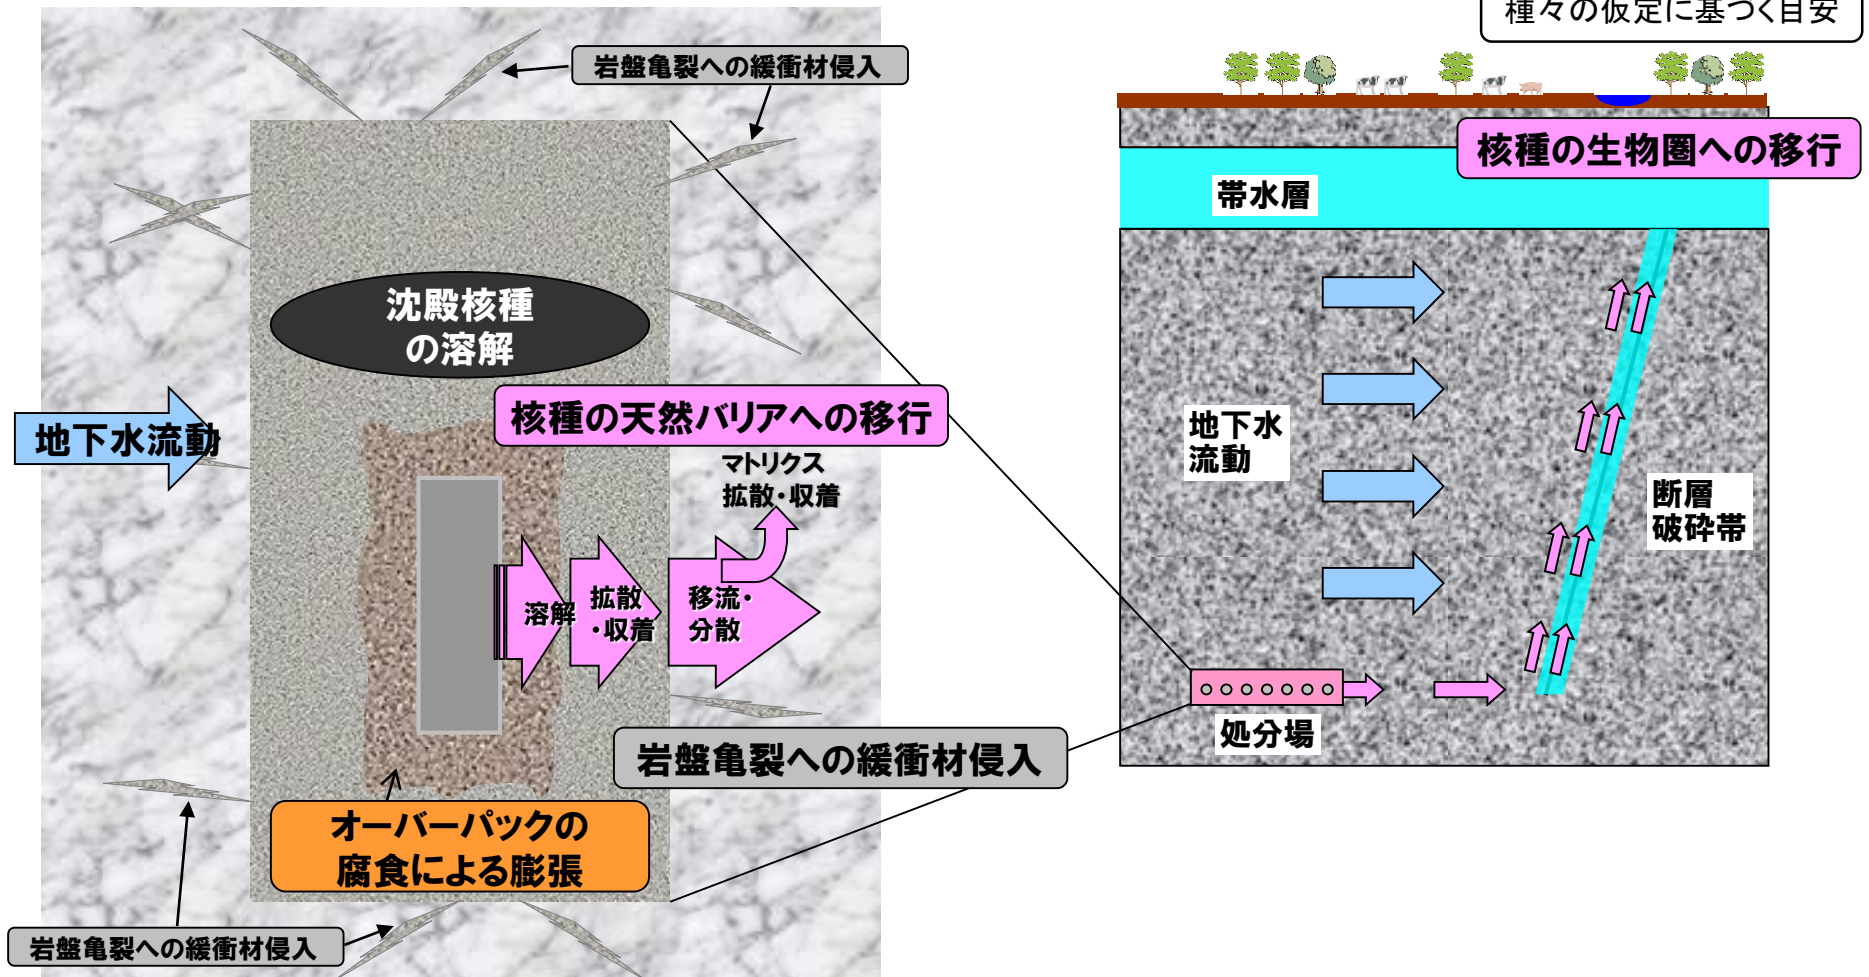 種々の仮定に基づく目安
岩盤亀裂への緩衝材侵入
核種の生物圏への移行
帯水層
沈殿核種
の溶解
核種の天然バリアへの移行
地下水流動
マトリクス
拡散・収着
地下水
流動
断層
破砕帯
溶解
拡散
・収着
移流・
分散
処分場
岩盤亀裂への緩衝材侵入
オーバーパックの
腐食による膨張
岩盤亀裂への緩衝材侵入